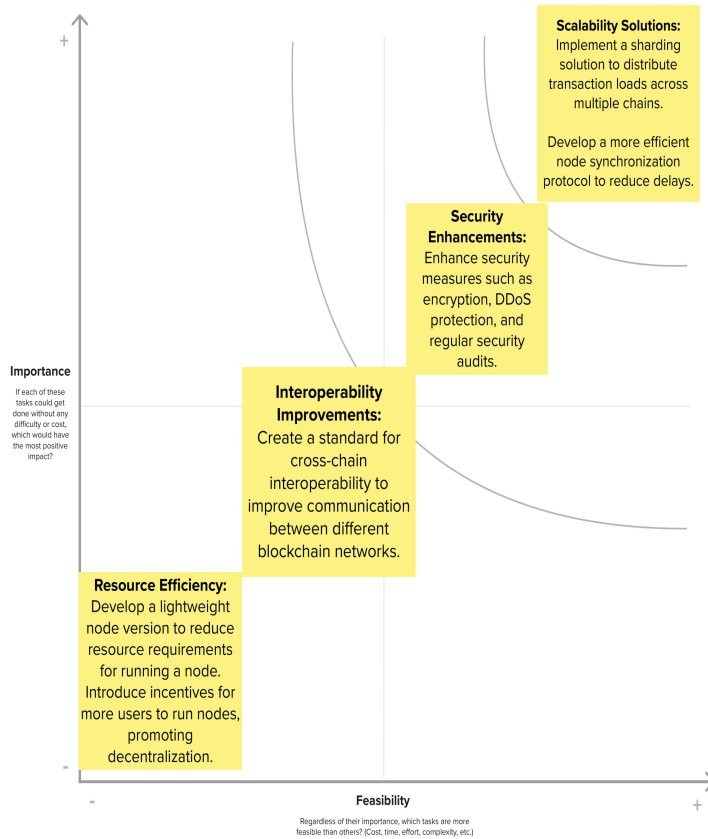 +
Scalability Solutions:
Implement a sharding
solution to distribute
transaction loads across
multiple chains.
Develop a more efficient
node synchronization
protocol to reduce delays.
Security
Enhancements:
Enhance security
measures such as
encryption, DDoS
protection, and
regular security
audits.
Importance
If each of these
tasks could get
done without any
difficulty or cost,
which would have
the most positive
impact?
Interoperability
Improvements:
Create a standard for
cross-chain
interoperability to
improve communication
between different
blockchain networks.
Resource Efficiency:
Develop a lightweight
node version to reduce
resource requirements
for running a node.
Introduce incentives for
more users to run nodes,
promoting
decentralization.
-
-
Feasibility
+
Regardless of their importance, which tasks are more
feasible than others? (Cost, time, effort, complexity, etc.)